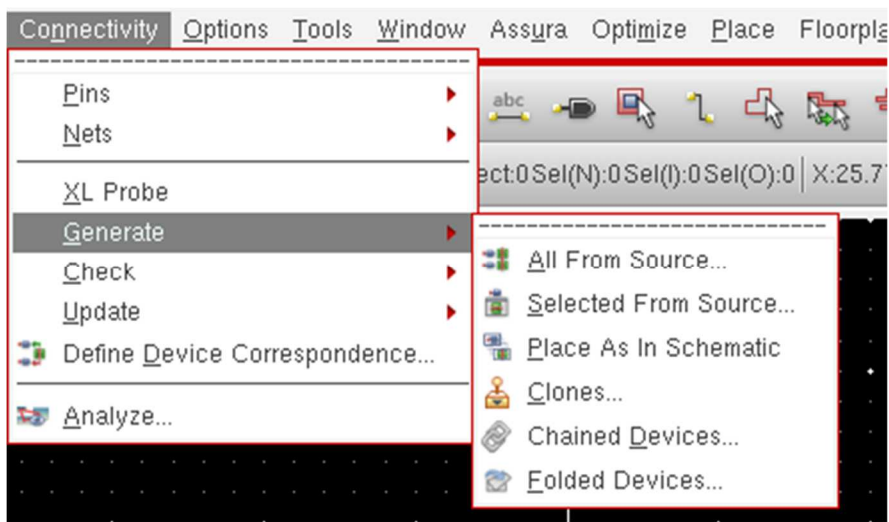 Connectivity Options Tools Window Assura Optimize Place Floorpla
Pins
Nets
XL Probe
Generate
Check
Update
Define Device Correspondence...
Analyze...
abc
ect:0 Sel(N):0 Sel(I):0 Sel(O):0 X:25.7
All From Source...
Selected From Source...
Place As In Schematic
Clones...
Chained Devices...
Folded Devices...